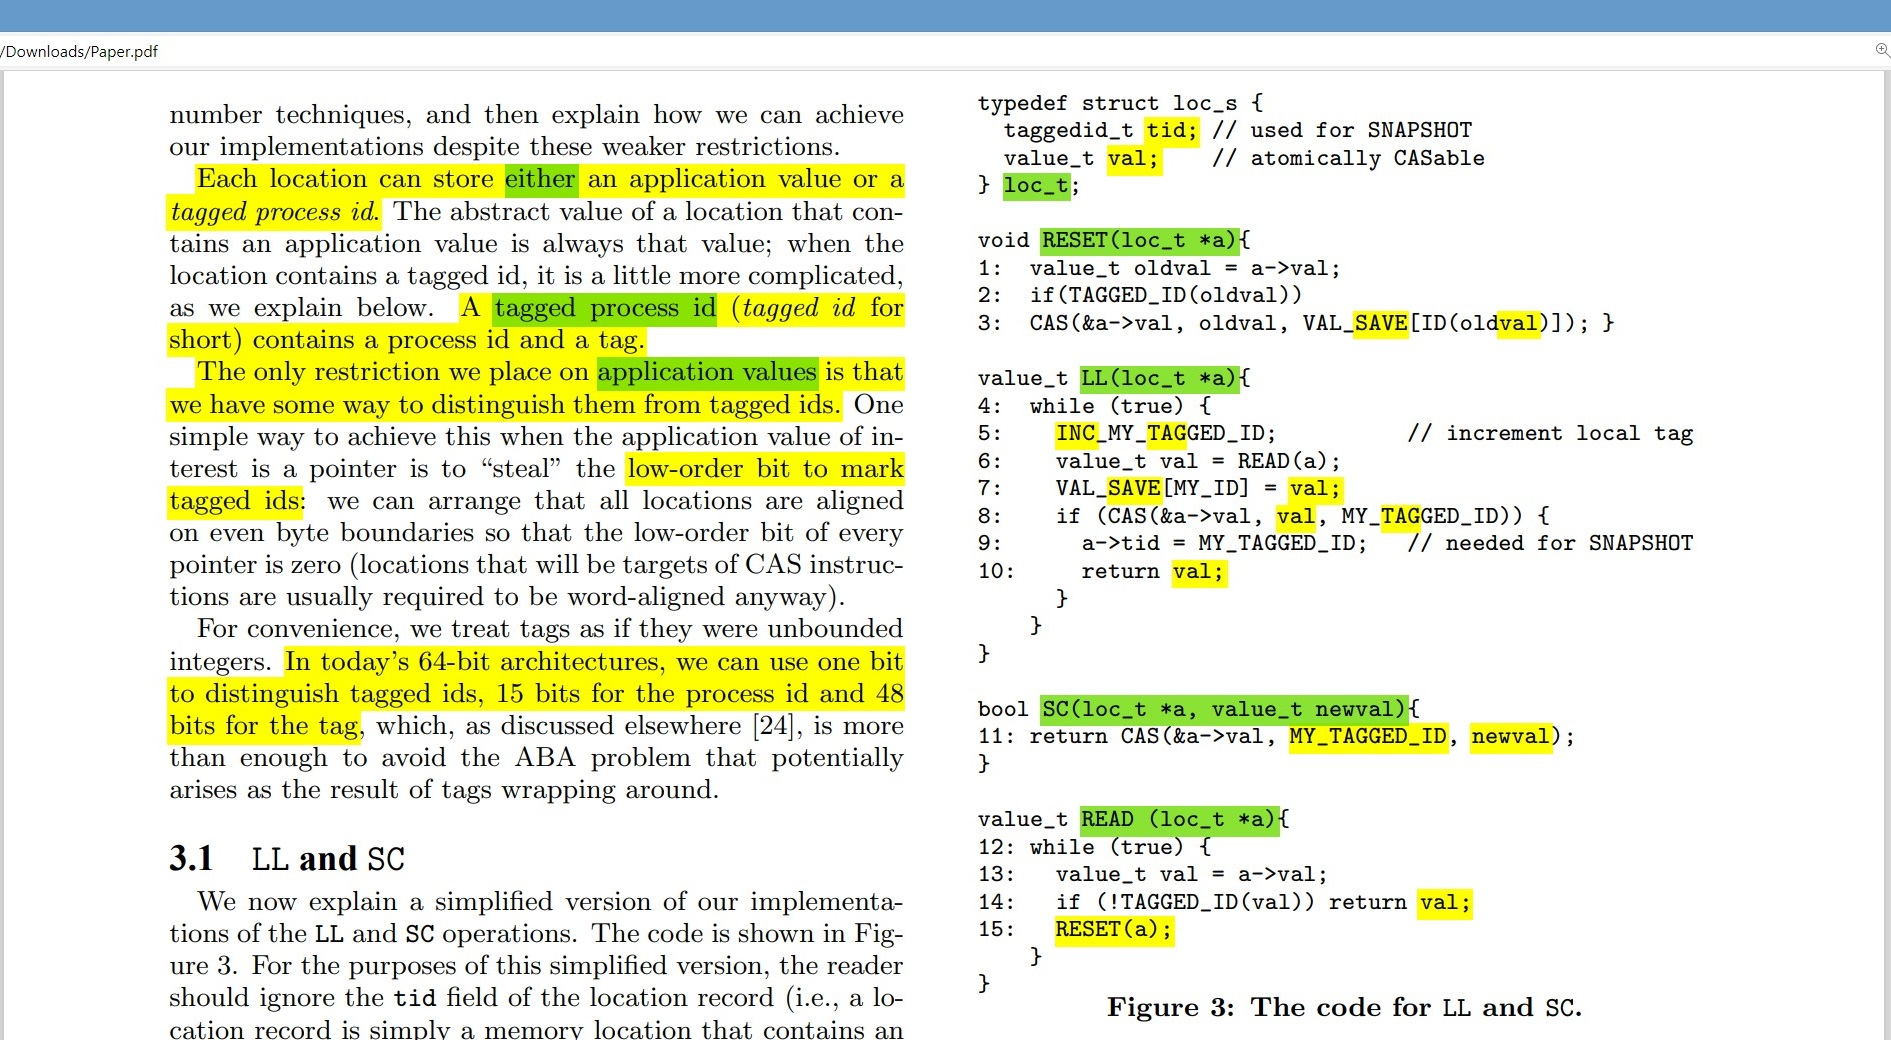 /Downloads/Paper.pdf
number techniques, and then explain how we can achieve
our implementations despite these weaker restrictions.
Each location can store either an application value or a
tagged process id. The abstract value of a location that con-
tains an application value is always that value; when the
location contains a tagged id, it is a little more complicated,
as we explain below. A tagged process id (tagged id for
short) contains a process id and a tag.
The only restriction we place on application values is that
we have some way to distinguish them from tagged ids. One
simple way to achieve this when the application value of in-
terest is a pointer is to “steal” the low-order bit to mark
tagged ids: we can arrange that all locations are aligned
on even byte boundaries so that the low-order bit of every
pointer is zero (locations that will be targets of CAS instruc-
tions are usually required to be word-aligned anyway).
For convenience, we treat tags as if they were unbounded
integers. In today’s 64-bit architectures, we can use one bit
to distinguish tagged ids, 15 bits for the process id and 48
bits for the tag, which, as discussed elsewhere [24], is more
than enough to avoid the ABA problem that potentially
arises as the result of tags wrapping around.
3.1 LL and SC
We now explain a simplified version of our implementa-
tions of the LL and SC operations. The code is shown in Fig-
ure 3. For the purposes of this simplified version, the reader
should ignore the tid field of the location record (i.e., a lo-
cation record is simply a memory location that contains an
typedef struct loc_s {
taggedid_t tid; // used for SNAPSHOT
value_t val; // atomically CASable
} loc_t;
void RESET(loc_t *a){
1: value_t oldval = a->val;
2: if(TAGGED_ID(oldval))
3: CAS(&a->val, oldval, VAL_SAVE[ID(oldval)]); }
value_t LL(loc_t *a){
4: while (true) {
5: INC_MY_TAGGED_ID; // increment local tag
6: value_t val = READ(a);
7: VAL_SAVE[MY_ID] = val;
8: if (CAS(&a->val, val, MY_TAGGED_ID)) {
9: a->tid = MY_TAGGED_ID; // needed for SNAPSHOT
10: return val;
}
}
}
bool SC(loc_t *a, value_t newval){
11: return CAS(&a->val, MY_TAGGED_ID, newval);
}
value_t READ (loc_t *a){
12: while (true) {
13: value_t val = a->val;
14: if (!TAGGED_ID(val)) return val;
15: RESET(a);
}
}
Figure 3: The code for LL and SC.